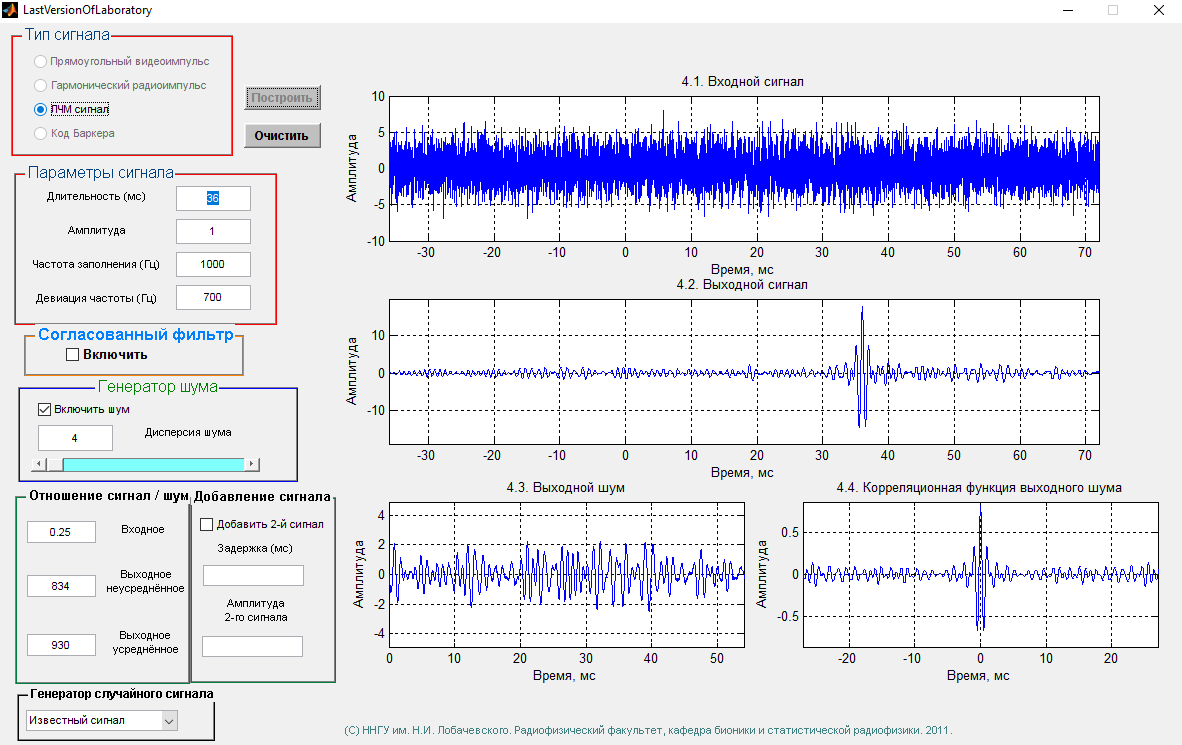 LastVersionOfLaboratory
Тип сигнала
Прямоугольный видеоимпульс
Гармонический радиоимпульс
ЛЧМ сигнал
Код Баркера
Построить
Очистить
Параметры сигнала
Длительность (мс)
36
Амплитуда
1
Частота заполнения (Гц)
1000
Девиация частоты (Гц)
700
Согласованный фильтр
Включить
Генератор шума
Включить шум
4
Дисперсия шума
Отношение сигнал / шум
0.25
Входное
834
Выходное
неусреднённое
930
Выходное
усреднённое
Добавление сигнала
Добавить 2-й сигнал
Задержка (мс)
Амплитуда
2-го сигнала
Генератор случайного сигнала
Известный сигнал
4.1. Входной сигнал
Амплитуда
10
5
0
-5
-10
-30 -20 -10 0 10 20 30 40 50 60 70
Время, мс
4.2. Выходной сигнал
Амплитуда
10
0
-10
-30 -20 -10 0 10 20 30 40 50 60 70
Время, мс
4.3. Выходной шум
Амплитуда
4
2
0
-2
-4
0 10 20 30 40 50
Время, мс
4.4. Корреляционная функция выходного шума
Амплитуда
0.5
0
-0.5
-20 -10 0 10 20
Время, мс
(C) ННГУ им. Н.И. Лобачевского. Радиофизический факультет, кафедра бионики и статистической радиофизики. 2011.